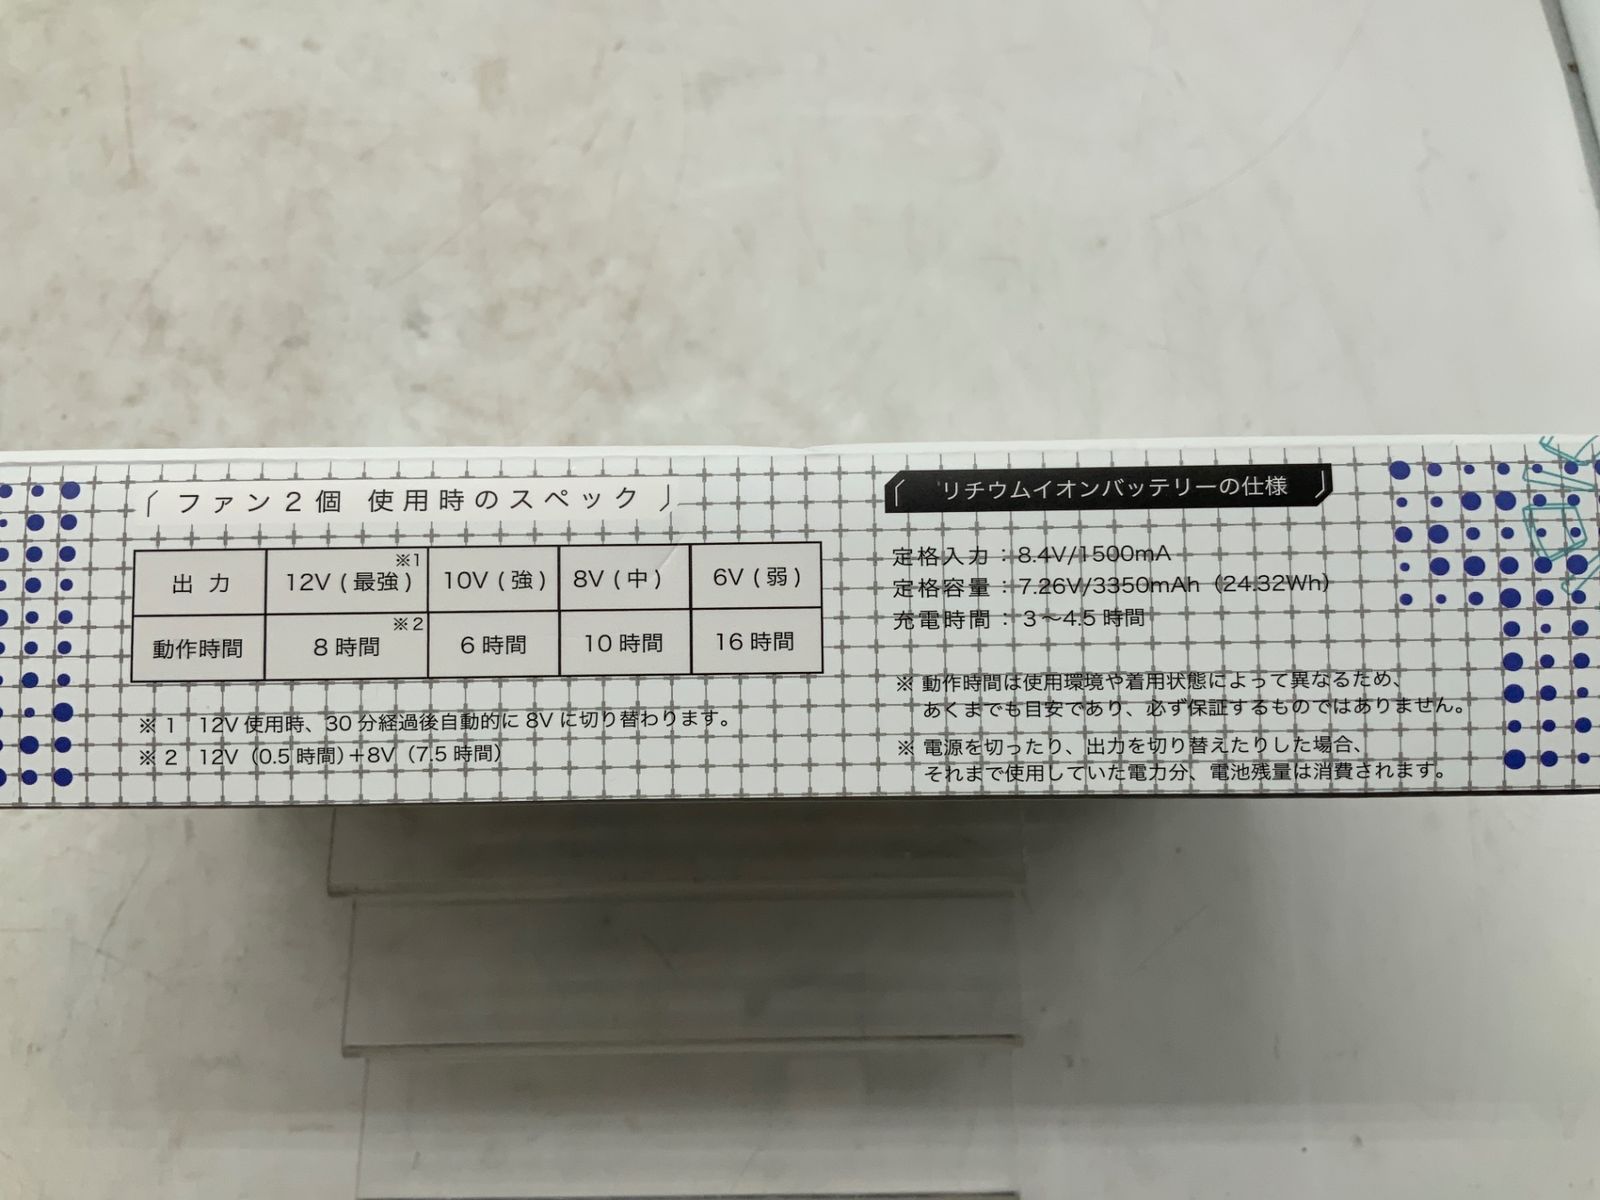 ファン2個 使用時のスペック
出力 12V(最強)※1 10V(強) 8V(中) 6V(弱)
動作時間 8時間※2 6時間 10時間 16時間
※1 12V使用時、30分経過後自動的に8Vに切り替わります。
※2 12V(0.5時間)+8V(7.5時間)
リチウムイオンバッテリーの仕様
定格入力:8.4V/1500mA
定格容量:7.26V/3350mAh(24.32Wh)
充電時間:3〜4.5時間
※ 動作時間は使用環境や着用状態によって異なるため、
あくまでも目安であり、必ず保証するものではありません。
※ 電源を切ったり、出力を切り替えたりした場合、
それまで使用していた電力分、電池残量は消費されます。